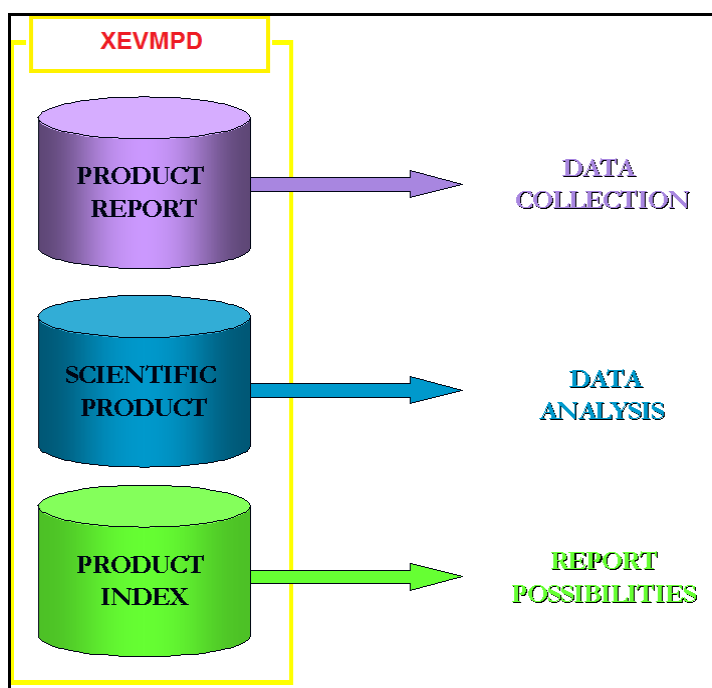 XEVMPD
PRODUCT
REPORT
DATA
COLLECTION
SCIENTIFIC
PRODUCT
DATA
ANALYSIS
PRODUCT
INDEX
REPORT
POSSIBILITIES